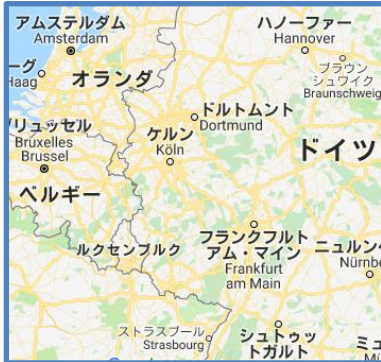 アムステルダム
Amsterdam
ハノーファー
Hannover
ーグ
Haag
オランダ
ブラウン
シュワイク
Braunschweig
ドルトムント
Dortmund
ブリュッセル
Bruxelles
Brussel
ケルン
Köln
ドイツ
ベルギー
ルクセンブルク
フランクフルト
アム・マイン
Frankfurt
am Main
ニュルン
Nürnbe
ストラスブール
Strasbourg
シュトゥッ
トガルト
ミュ